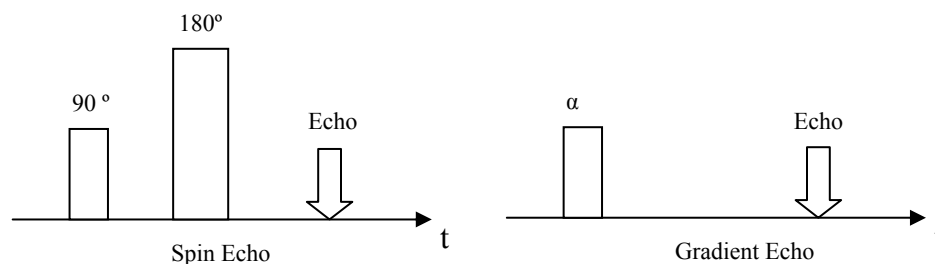 180º
90 º
Echo
t
Spin Echo
α
Echo
Gradient Echo